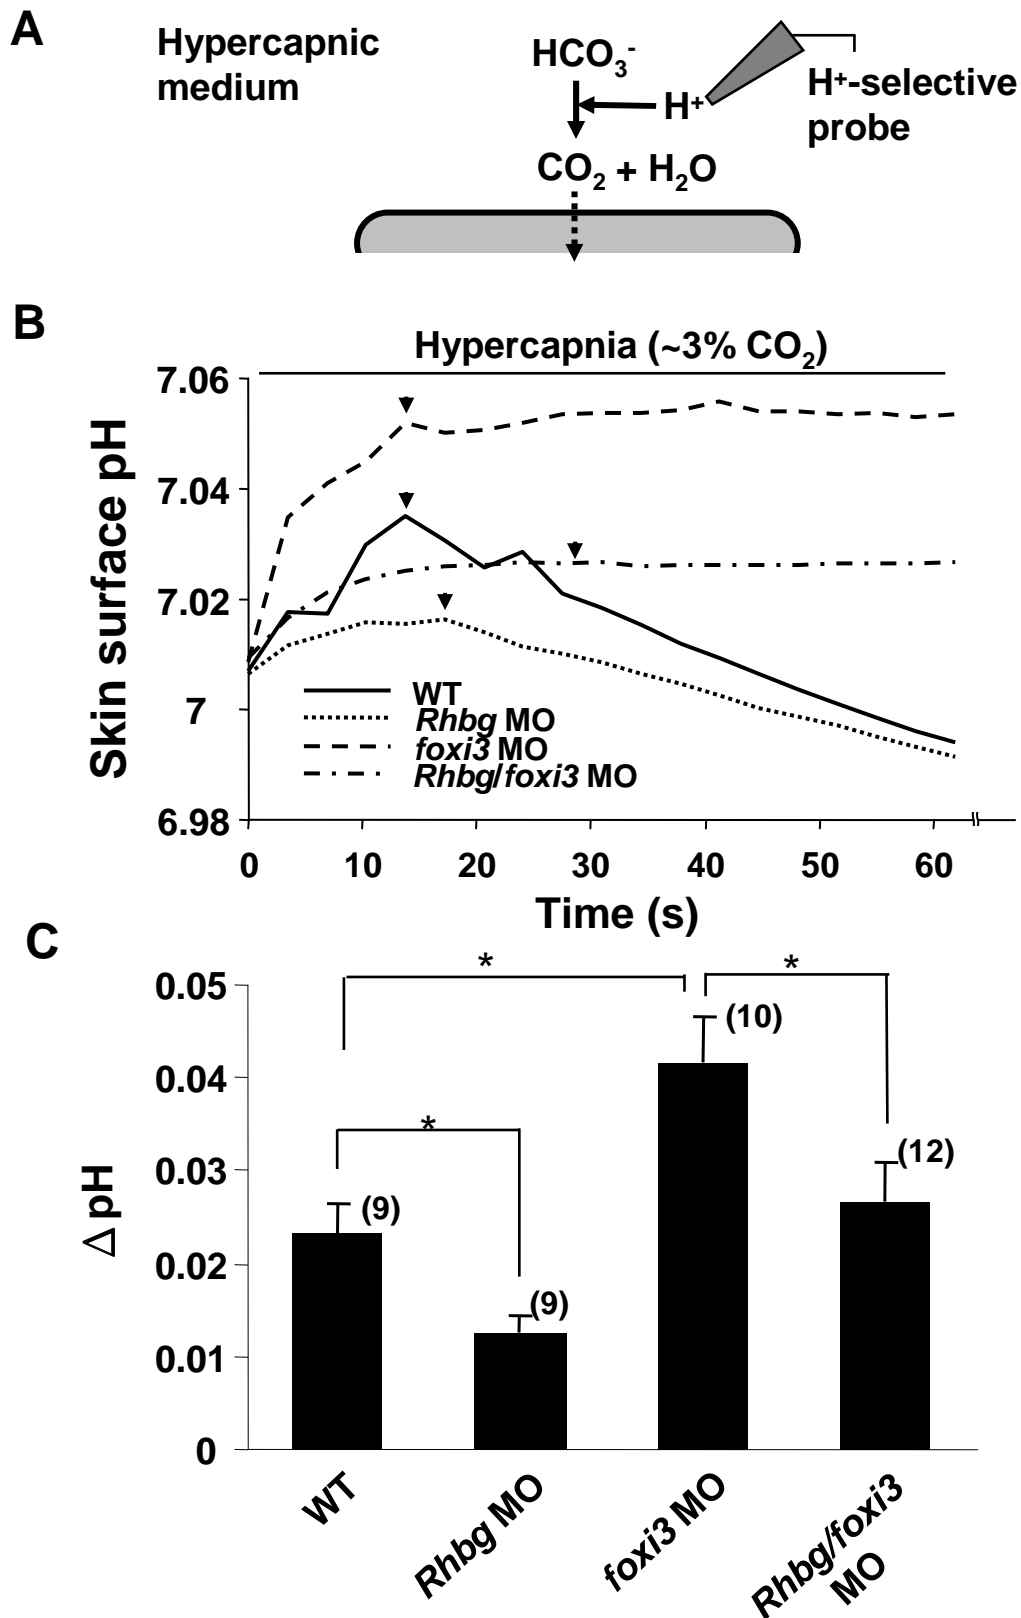 A
Hypercapnic
medium
HCO₃⁻
H⁺
H⁺-selective
probe
CO₂ + H₂O
B
Hypercapnia (~3% CO₂)
Skin surface pH
7.06
7.04
7.02
7
6.98
WT
Rhbg MO
foxi3 MO
Rhbg/foxi3 MO
0 10 20 30 40 50 60
Time (s)
C
Δ pH
0.05
0.04
0.03
0.02
0.01
0
*
*
*
(9)
(9)
(10)
(12)
WT
Rhbg MO
foxi3 MO
Rhbg/foxi3
MO